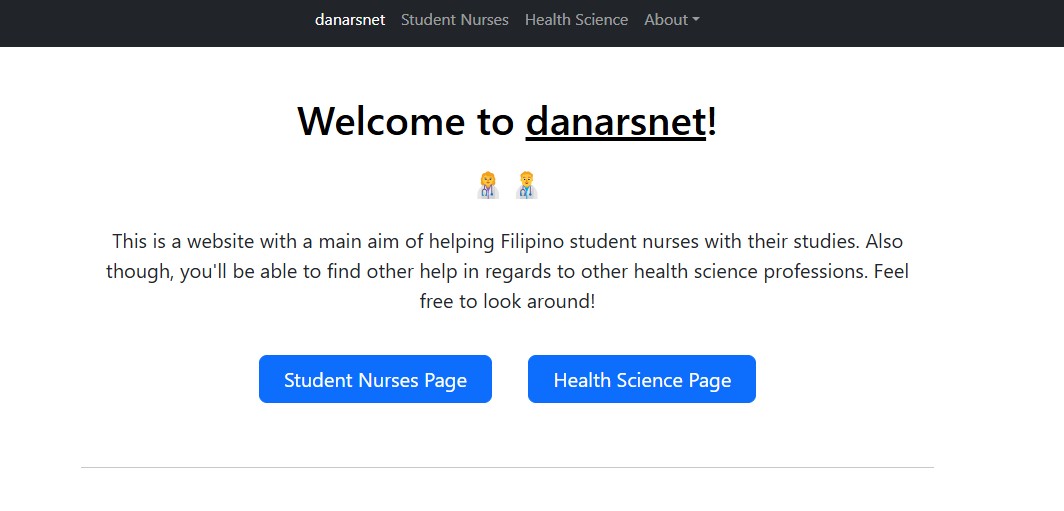 danarsnet Student Nurses Health Science About
Welcome to danarsnet!
This is a website with a main aim of helping Filipino student nurses with their studies. Also
though, you'll be able to find other help in regards to other health science professions. Feel
free to look around!
Student Nurses Page Health Science Page